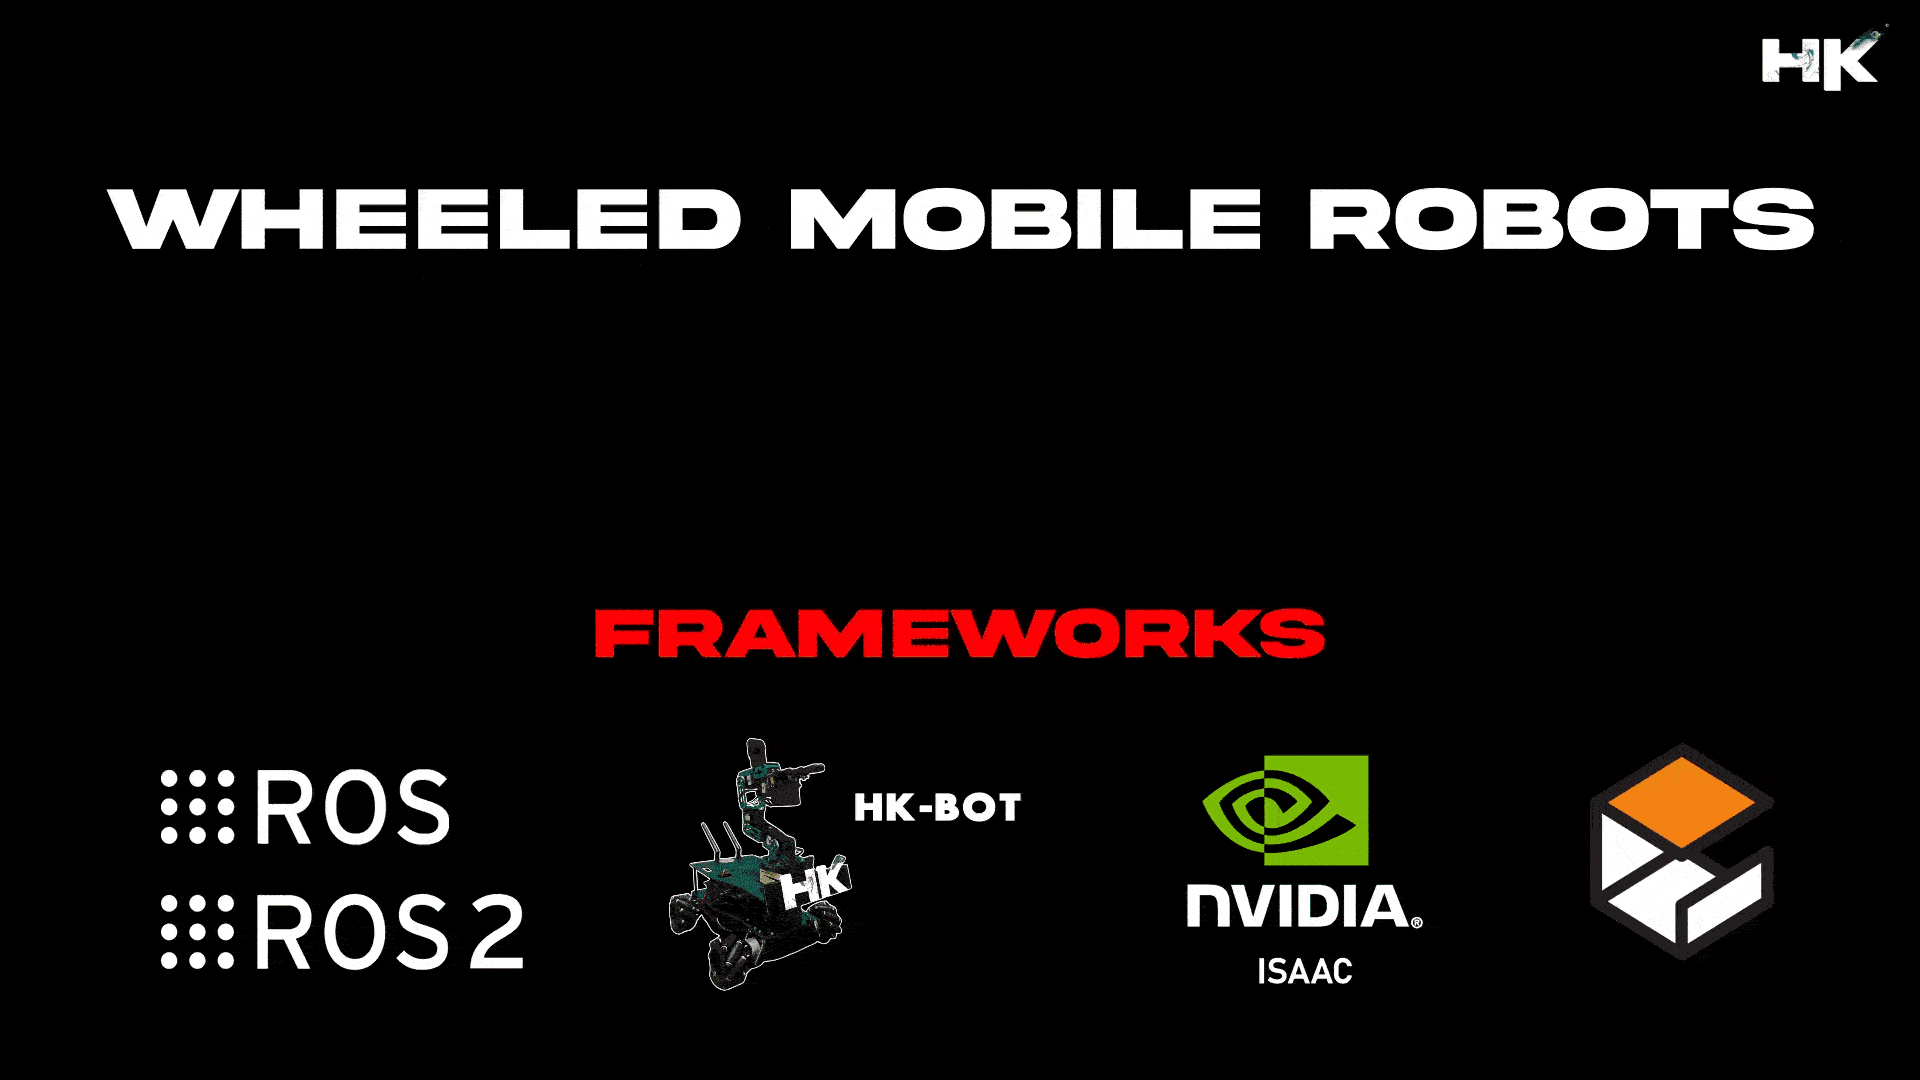 HK
WHEELED MOBILE ROBOTS
FRAMEWORKS
ROS
HK-BOT
HK
NVIDIA®
ROS 2
ISAAC